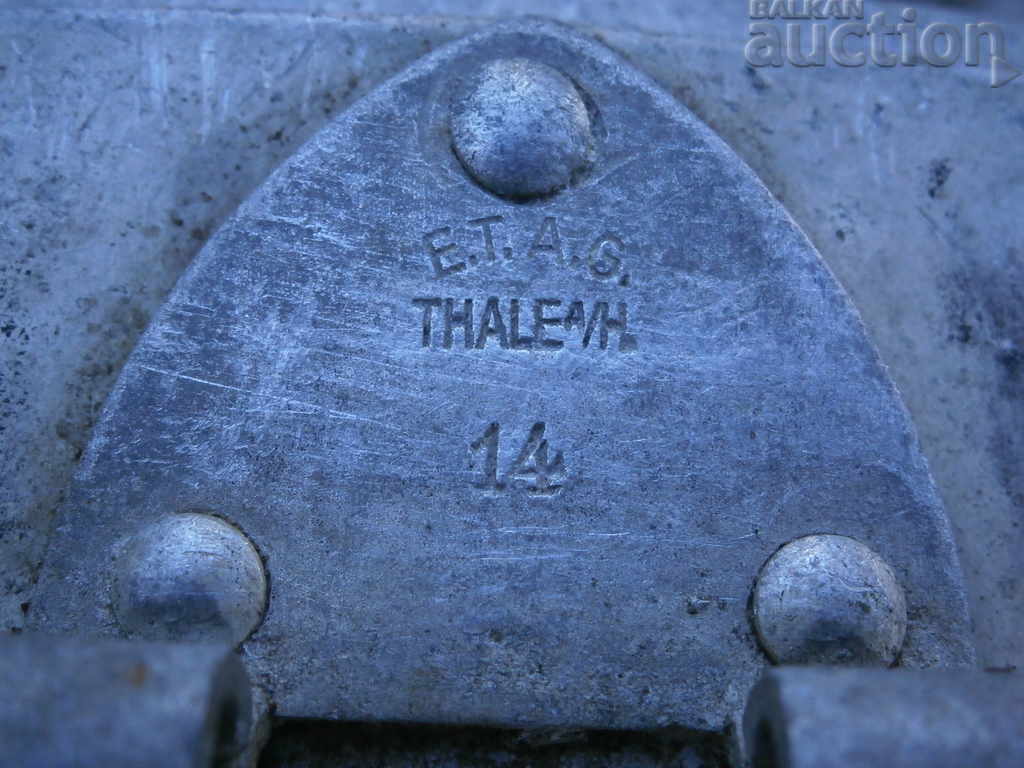 BALKAN
auction
E.T. A.G.
THALE A/H.
14